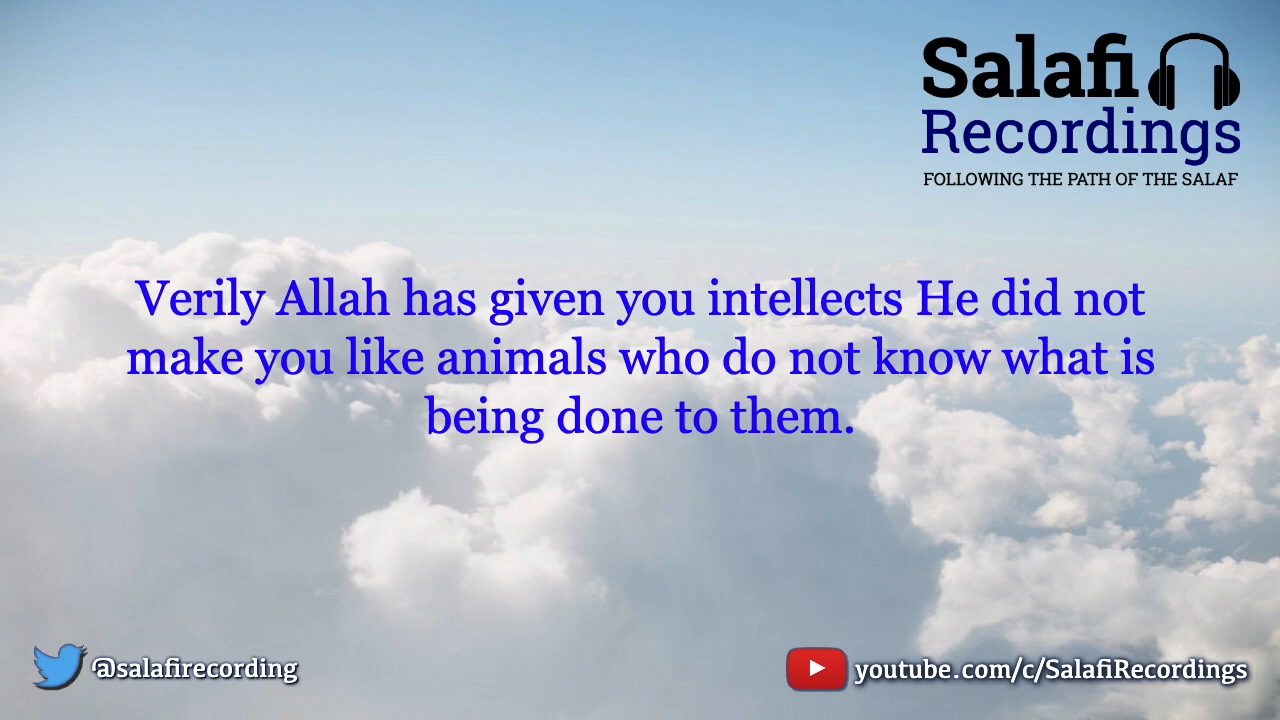 Salafi
Recordings
FOLLOWING THE PATH OF THE SALAF
Verily Allah has given you intellects He did not
make you like animals who do not know what is
being done to them.
@salafirecording
youtube.com/c/SalafiRecordings